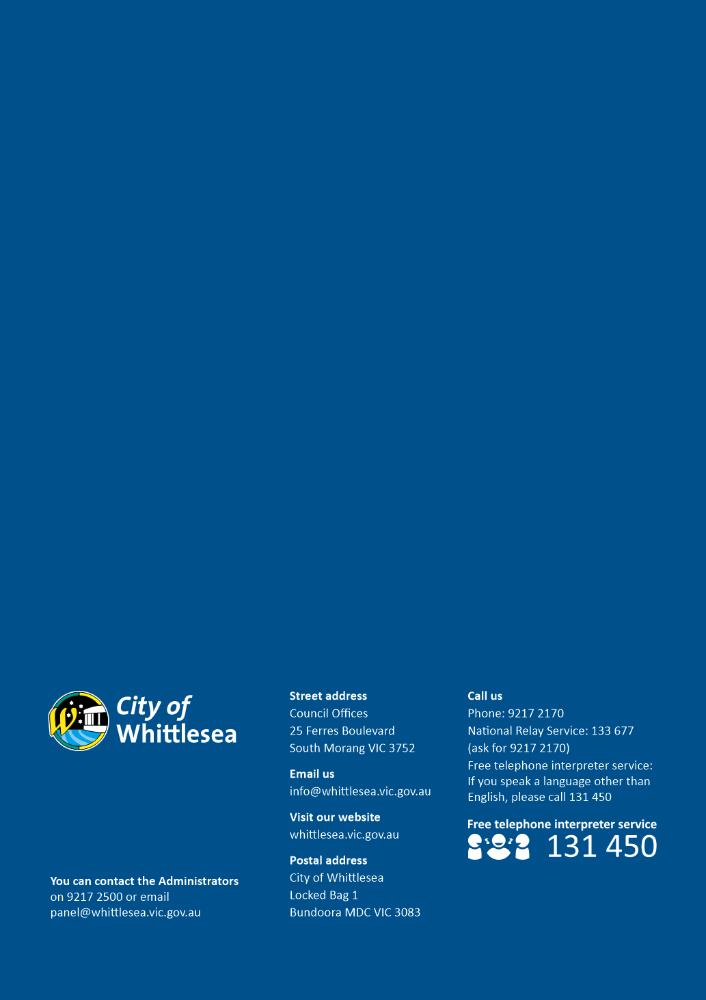 City of
Whittlesea
You can contact the Administrators
on 9217 2500 or email
panel@whittlesea.vic.gov.au
Street address
Council Offices
25 Ferres Boulevard
South Morang VIC 3752
Email us
info@whittlesea.vic.gov.au
Visit our website
whittlesea.vic.gov.au
Postal address
City of Whittlesea
Locked Bag 1
Bundoora MDC VIC 3083
Call us
Phone: 9217 2170
National Relay Service: 133 677
(ask for 9217 2170)
Free telephone interpreter service:
If you speak a language other than
English, please call 131 450
Free telephone interpreter service
131 450